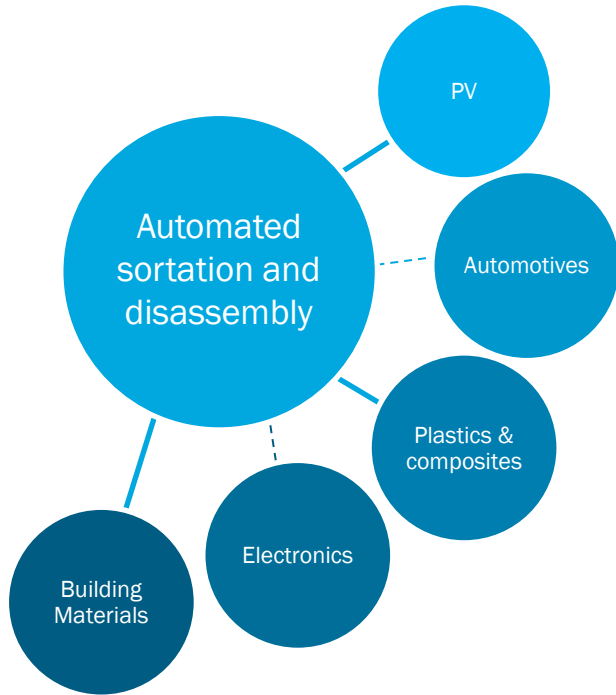 PV
Automated
sortation and
disassembly
Automotives
Plastics &
composites
Electronics
Building
Materials